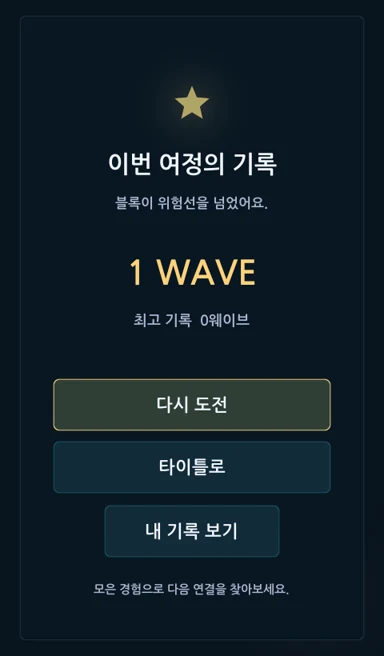 이번 여정의 기록
블록이 위험선을 넘었어요.
1 WAVE
최고 기록 0웨이브
다시 도전
타이틀로
내 기록 보기
모은 경험으로 다음 연결을 찾아보세요.